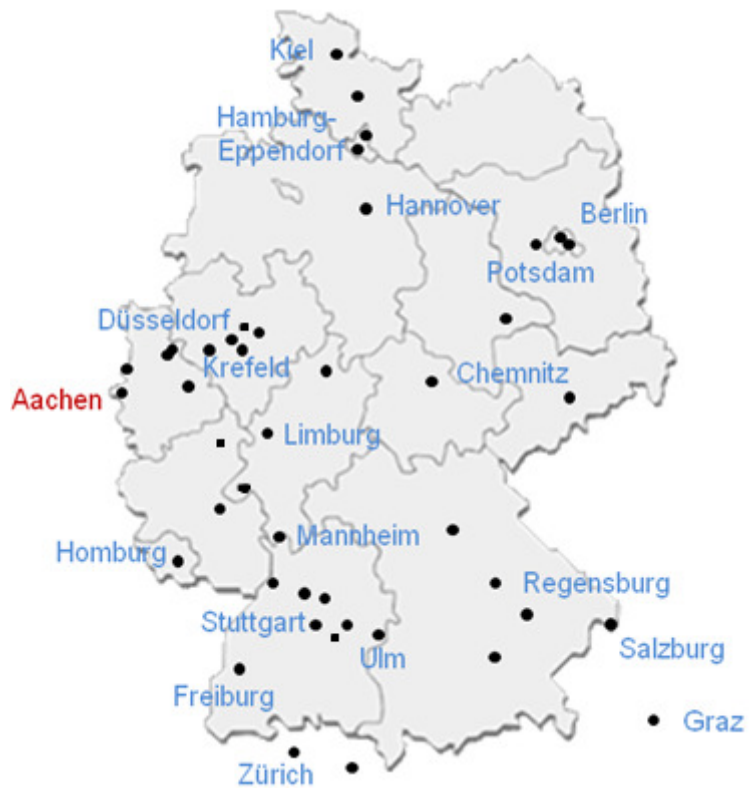 Kiel
Hamburg-
Eppendorf
Hannover
Berlin
Potsdam
Düsseldorf
Krefeld
Chemnitz
Aachen
Limburg
Mannheim
Homburg
Regensburg
Stuttgart
Salzburg
Ulm
Freiburg
Graz
Zürich